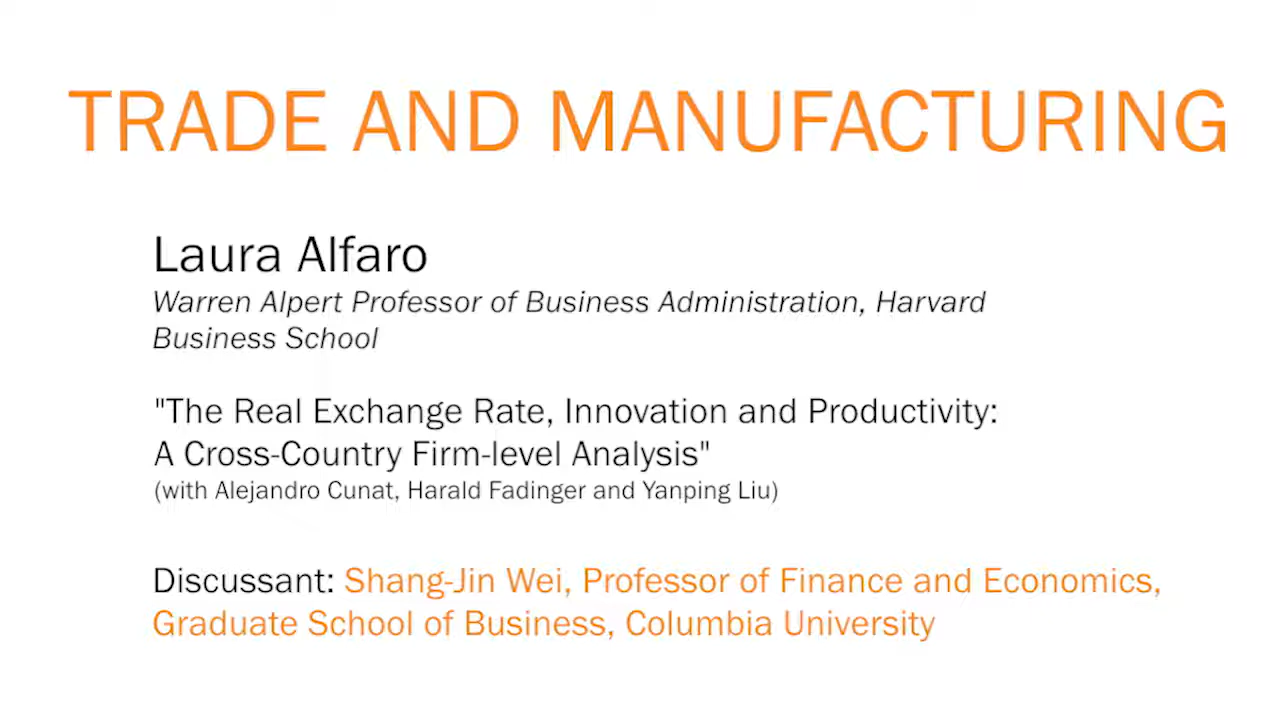 TRADE AND MANUFACTURING
Laura Alfaro
Warren Alpert Professor of Business Administration, Harvard
Business School
"The Real Exchange Rate, Innovation and Productivity:
A Cross-Country Firm-level Analysis"
(with Alejandro Cunat, Harald Fadinger and Yanping Liu)
Discussant: Shang-Jin Wei, Professor of Finance and Economics,
Graduate School of Business, Columbia University